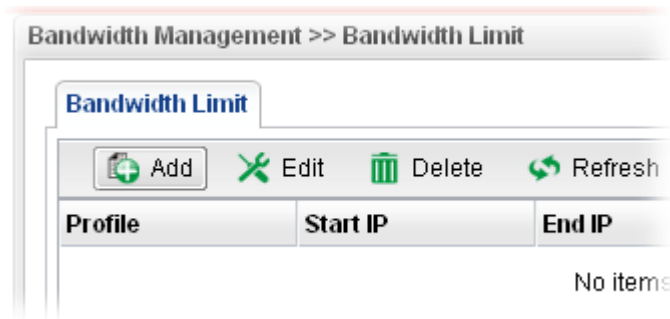 Bandwidth Management >> Bandwidth Limit
Bandwidth Limit
Add Edit Delete Refresh
Profile Start IP End IP
No items